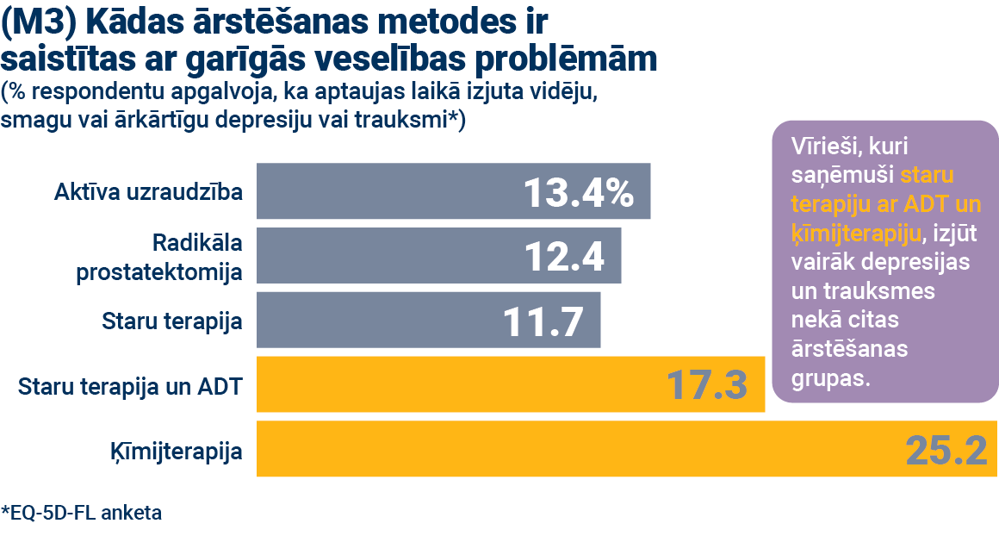 (M3) Kādas ārstēšanas metodes ir
saistītas ar garīgās veselības problēmām
(% respondentu apgalvoja, ka aptaujas laikā izjuta vidēju,
smagu vai ārkārtīgu depresiju vai trauksmi*)
Aktīva uzraudzība
13.4%
Radikāla
prostatektomija
12.4
Staru terapija
11.7
Staru terapija un ADT
17.3
Ķīmijterapija
25.2
Vīrieši, kuri
saņēmuši staru
terapiju ar ADT un
ķīmijterapiju, izjūt
vairāk depresijas
un trauksmes
nekā citas
ārstēšanas
grupas.
*EQ-5D-FL anketa